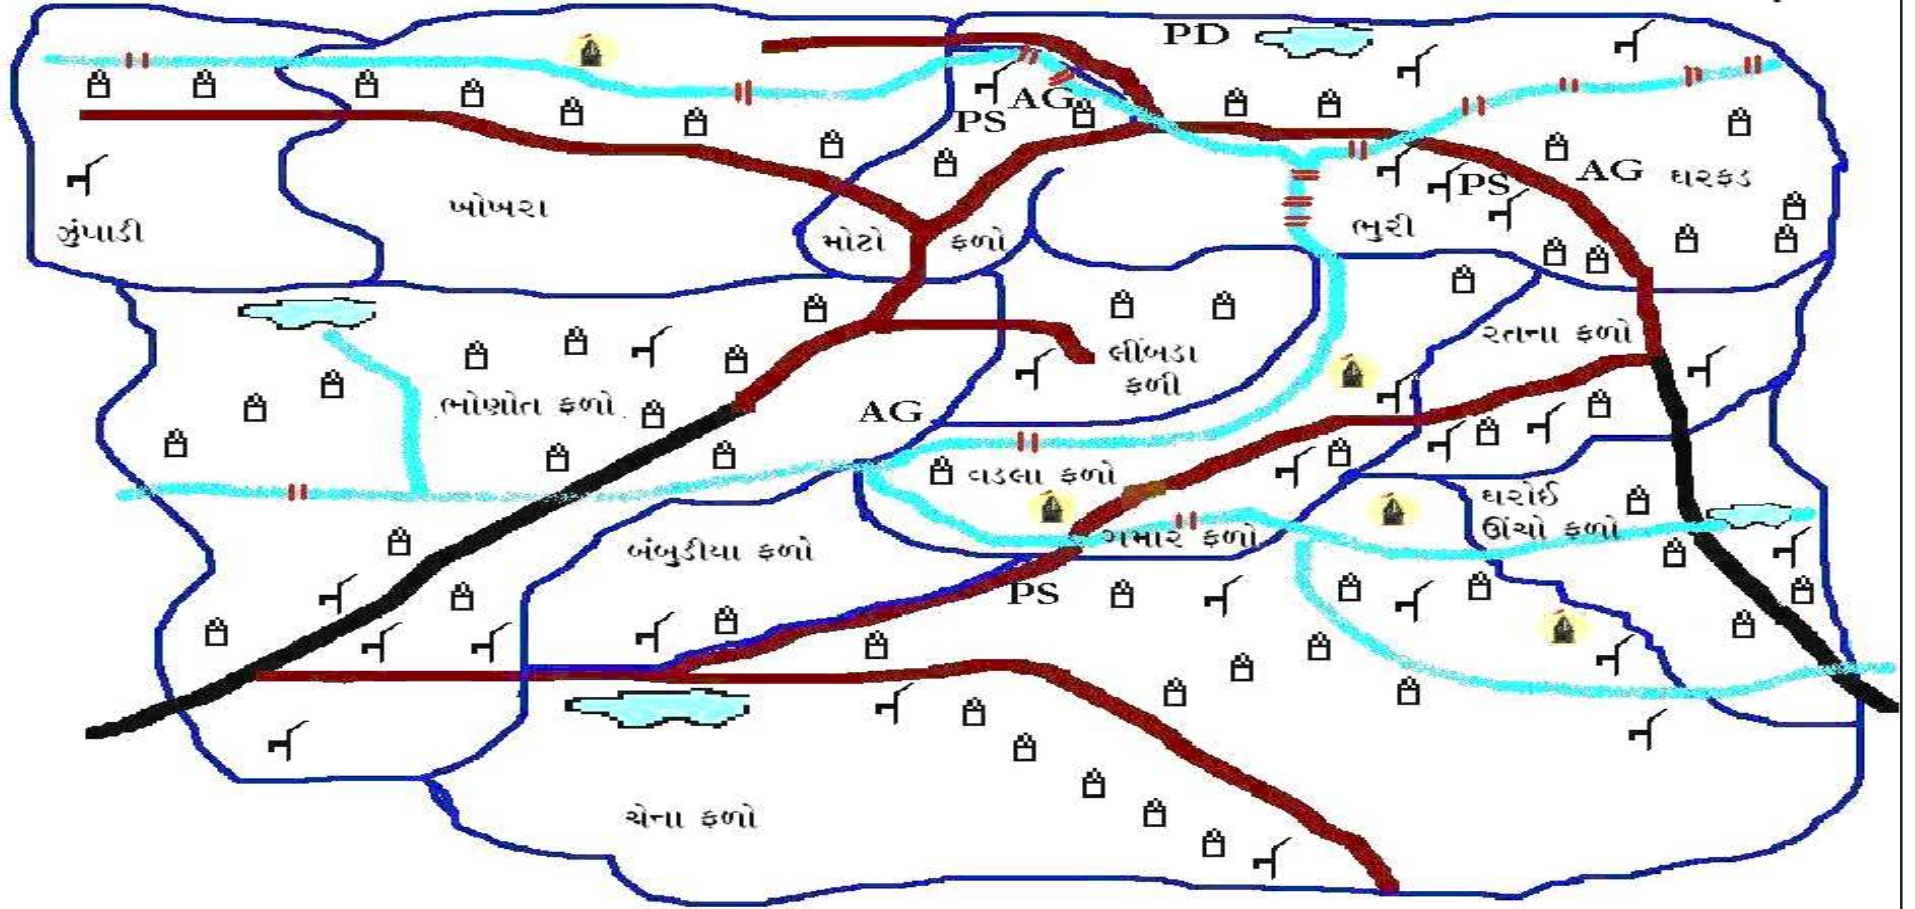 PD
AG
PS
AG
ઘરફડ
PS
ખોખરા
ઝુંપાડી
મોટો ફળો
ભુરી
રતના ફળો
લીંબડા
ફળી
ભોણોત ફળો
AG
વડલા ફળો
ઘરોઈ
ઊંચો ફળો
ગમાર ફળો
બંબુડીયા ફળો
PS
ચેના ફળો